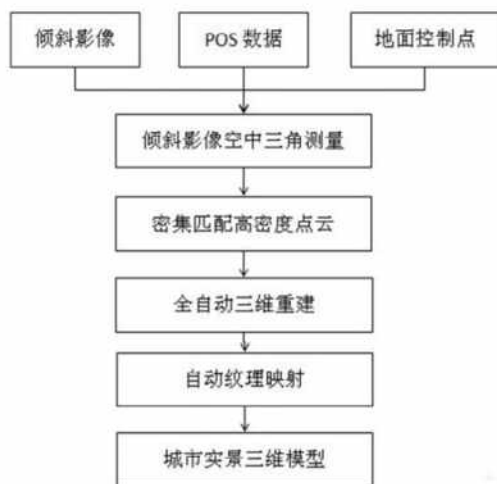 倾斜影像
POS 数据
地面控制点
倾斜影像空中三角测量
密集匹配高密度点云
全自动三维重建
自动纹理映射
城市实景三维模型